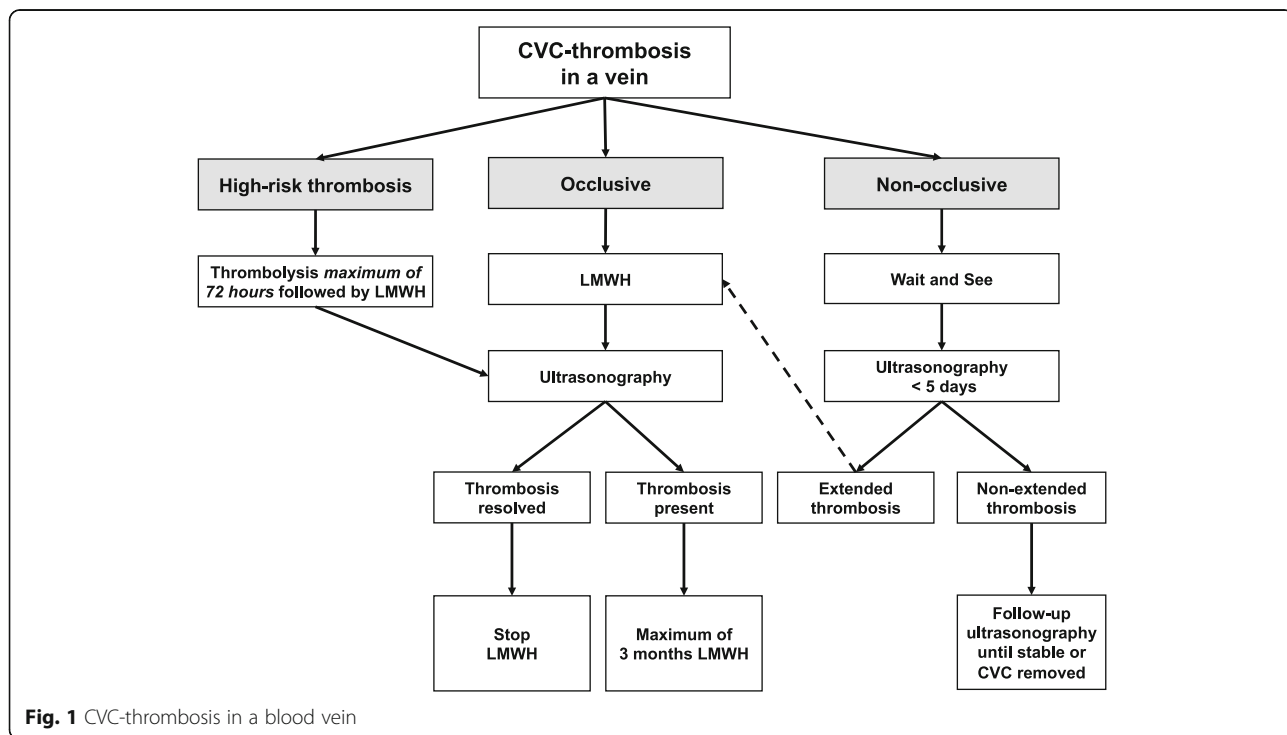 CVC-thrombosis
in a vein
High-risk thrombosis
Occlusive
Non-occlusive
Thrombolysis maximum of
72 hours followed by LMWH
LMWH
Wait and See
Ultrasonography
Ultrasonography
< 5 days
Thrombosis
resolved
Thrombosis
present
Extended
thrombosis
Non-extended
thrombosis
Stop
LMWH
Maximum of
3 months LMWH
Follow-up
ultrasonography
until stable or
CVC removed
Fig. 1 CVC-thrombosis in a blood vein